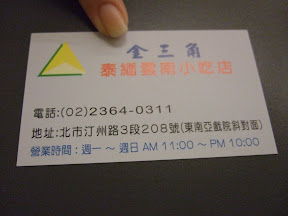 金三角
泰緬雲南小吃店
電話:(02)2364-0311
地址:北市汀州路3段208號(東南亞戲院斜對面)
營業時間:週一 ~ 週日 AM 11:00 ~ PM 10:00